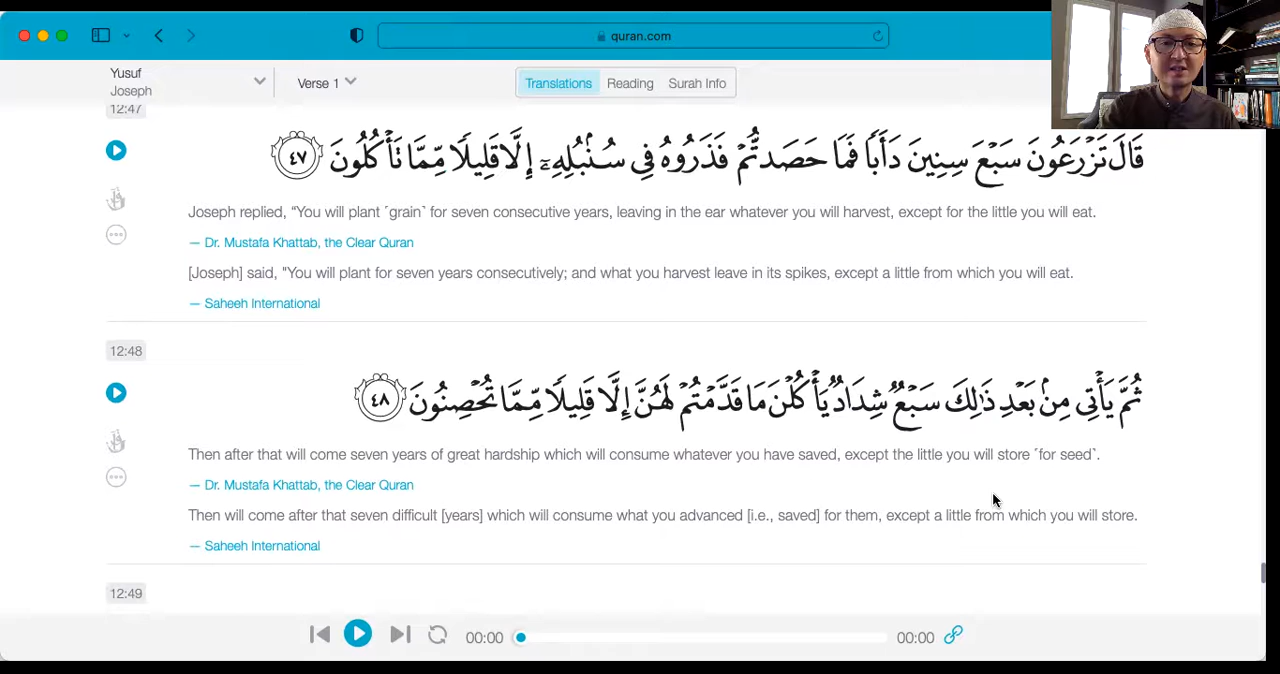 quran.com
Yusuf
Joseph
Verse 1
Translations
Reading
Surah Info
12:47
قَالَ تَزْرَعُونَ سَبْعَ سِنِينَ دَأَبًا فَمَا حَصَدتُّمْ فَذَرُوهُ فِى سُنۢبُلِهِۦٓ إِلَّا قَلِيلًا مِّمَّا تَأْكُلُونَ ٤٧
Joseph replied, “You will plant ˹grain˺ for seven consecutive years, leaving in the ear whatever you will harvest, except for the little you will eat.
— Dr. Mustafa Khattab, the Clear Quran
[Joseph] said, "You will plant for seven years consecutively; and what you harvest leave in its spikes, except a little from which you will eat.
— Saheeh International
12:48
ثُمَّ يَأْتِى مِنۢ بَعْدِ ذَٰلِكَ سَبْعٌ شِدَادٌ يَأْكُلْنَ مَا قَدَّمْتُمْ لَهُنَّ إِلَّا قَلِيلًا مِّمَّا تُحْصِنُونَ ٤٨
Then after that will come seven years of great hardship which will consume whatever you have saved, except the little you will store ˹for seed˺.
— Dr. Mustafa Khattab, the Clear Quran
Then will come after that seven difficult [years] which will consume what you advanced [i.e., saved] for them, except a little from which you will store.
— Saheeh International
12:49
00:00
00:00